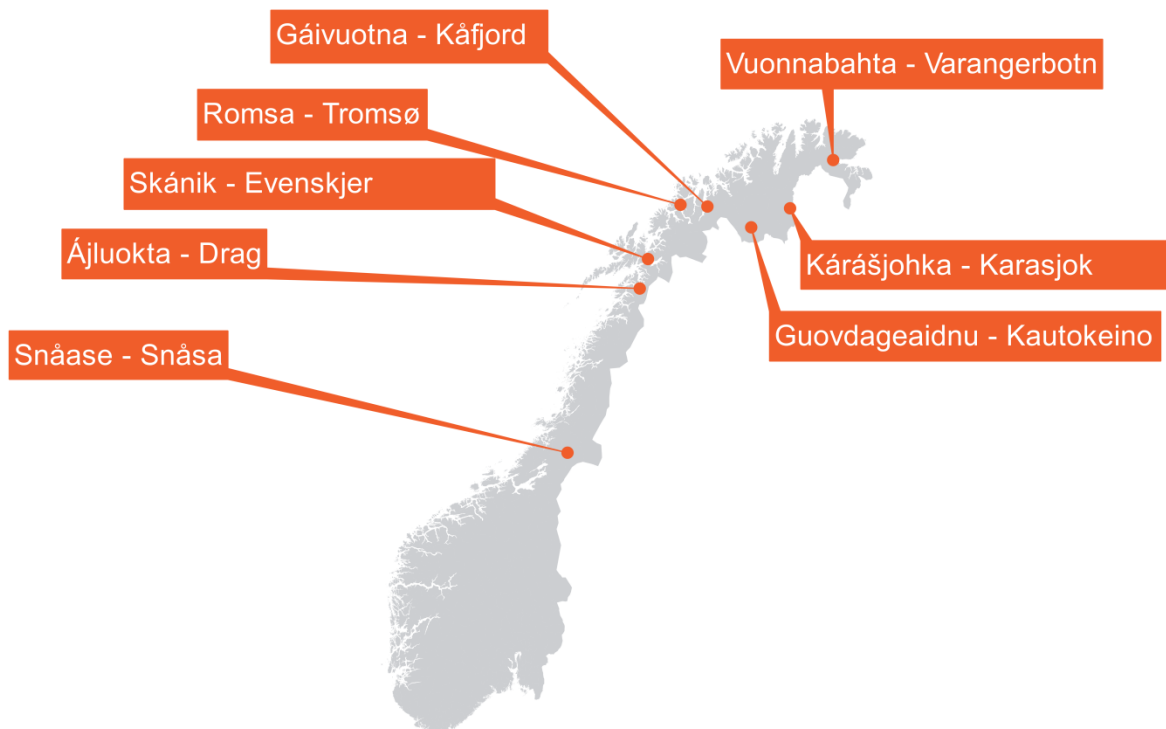 Gáivuotna - Kåfjord
Vuonnabahta - Varangerbotn
Romsa - Tromsø
Skánik - Evenskjer
Ájluokta - Drag
Kárášjohka - Karasjok
Guovdageaidnu - Kautokeino
Snåase - Snåsa